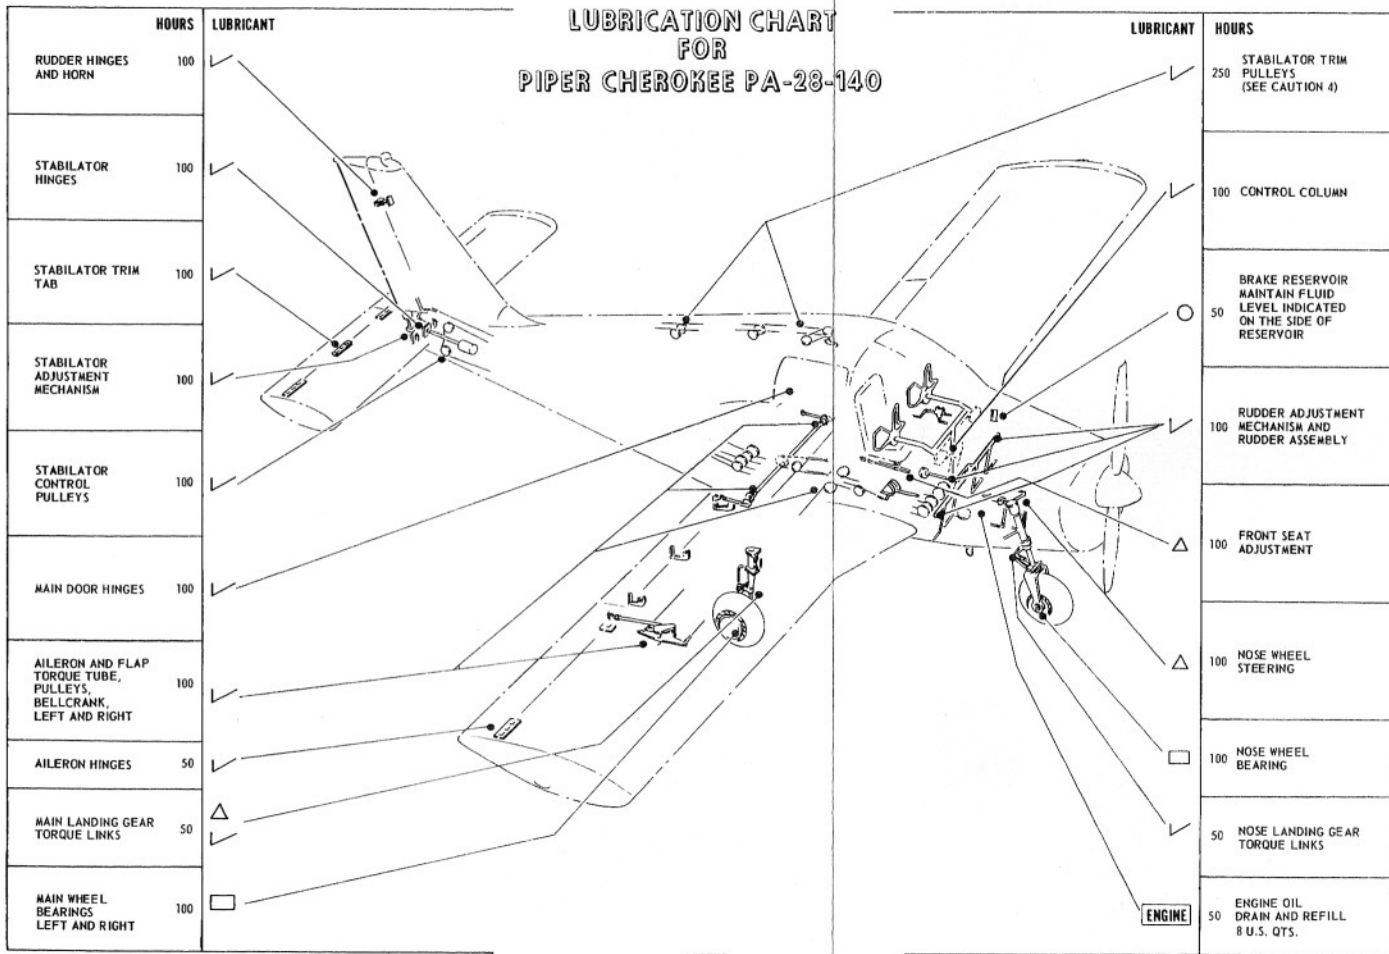 LUBRICATION CHART
FOR
PIPER CHEROKEE PA-28-140
HOURS LUBRICANT
RUDDER HINGES 100
AND HORN
STABILATOR 100
HINGES
STABILATOR TRIM 100
TAB
STABILATOR
ADJUSTMENT 100
MECHANISM
STABILATOR
CONTROL 100
PULLEYS
MAIN DOOR HINGES 100
AILERON AND FLAP
TORQUE TUBE, 100
PULLEYS,
BELLCRANK,
LEFT AND RIGHT
AILERON HINGES 50
MAIN LANDING GEAR 50
TORQUE LINKS
MAIN WHEEL
BEARINGS 100
LEFT AND RIGHT
LUBRICANT HOURS
STABILATOR TRIM
250 PULLEYS
(SEE CAUTION 4)
100 CONTROL COLUMN
BRAKE RESERVOIR
MAINTAIN FLUID
50 LEVEL INDICATED
ON THE SIDE OF
RESERVOIR
RUDDER ADJUSTMENT
100 MECHANISM AND
RUDDER ASSEMBLY
100 FRONT SEAT
ADJUSTMENT
100 NOSE WHEEL
STEERING
100 NOSE WHEEL
BEARING
50 NOSE LANDING GEAR
TORQUE LINKS
ENGINE OIL
ENGINE 50 DRAIN AND REFILL
8 U.S. QTS.